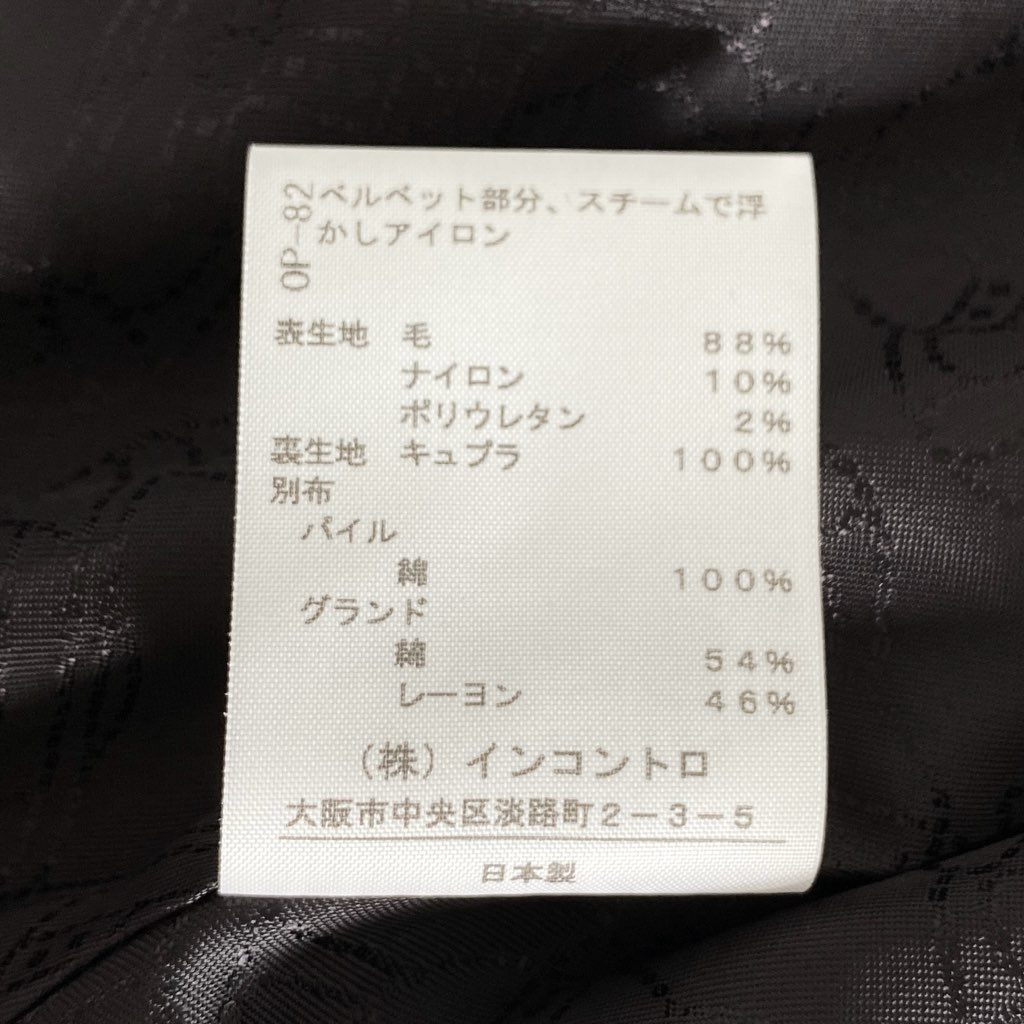 OP-82
ベルベット部分、スチームで浮
かしアイロン
表生地 毛 88%
ナイロン 10%
ポリウレタン 2%
裏生地 キュプラ 100%
別布
パイル
綿 100%
グランド
綿 54%
レーヨン 46%
(株)インコントロ
大阪市中央区淡路町2-3-5
日本製